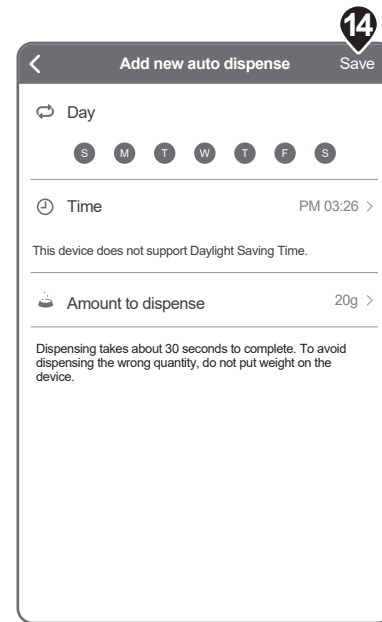 14
Add new auto dispense Save
Day
S M T W T F S
Time PM 03:26 >
This device does not support Daylight Saving Time.
Amount to dispense 20g >
Dispensing takes about 30 seconds to complete. To avoid
dispensing the wrong quantity, do not put weight on the
device.